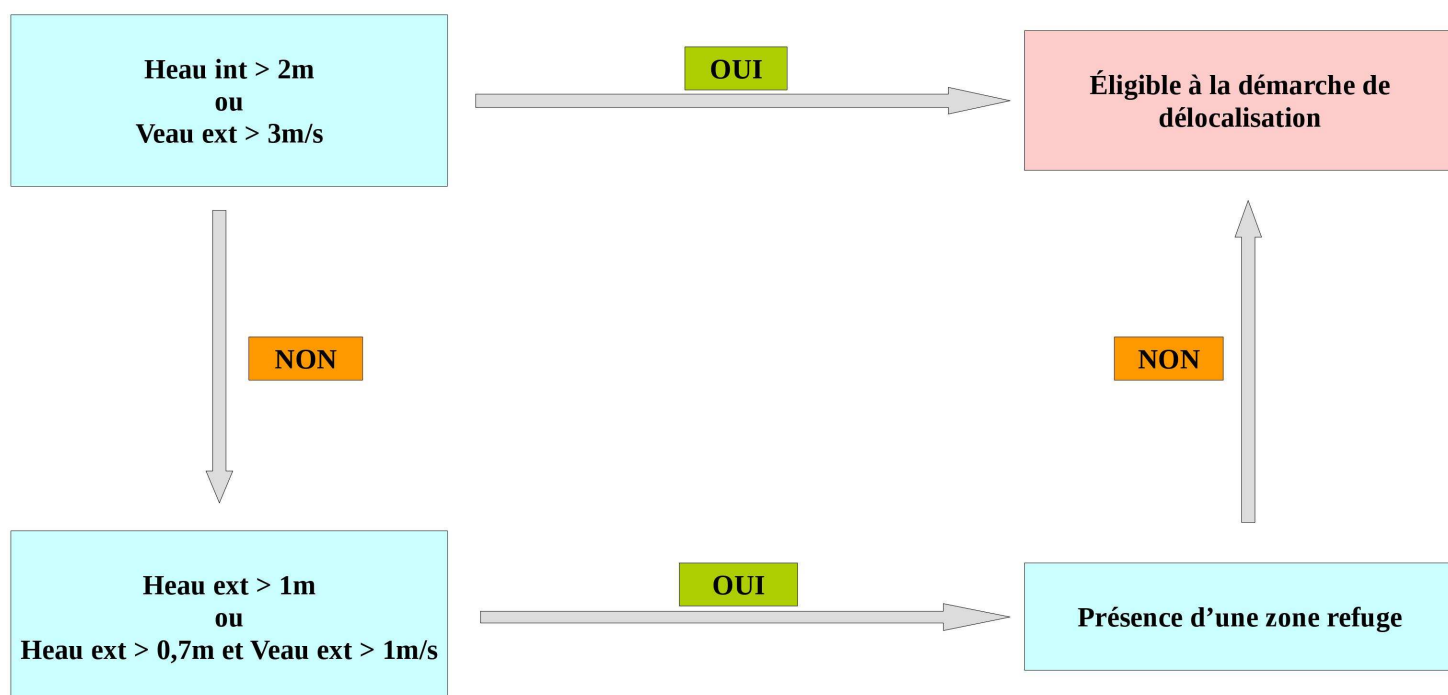 Heau int > 2m
ou
Veau ext > 3m/s
OUI
Éligible à la démarche de
délocalisation
NON
NON
Heau ext > 1m
ou
Heau ext > 0,7m et Veau ext > 1m/s
OUI
Présence d’une zone refuge